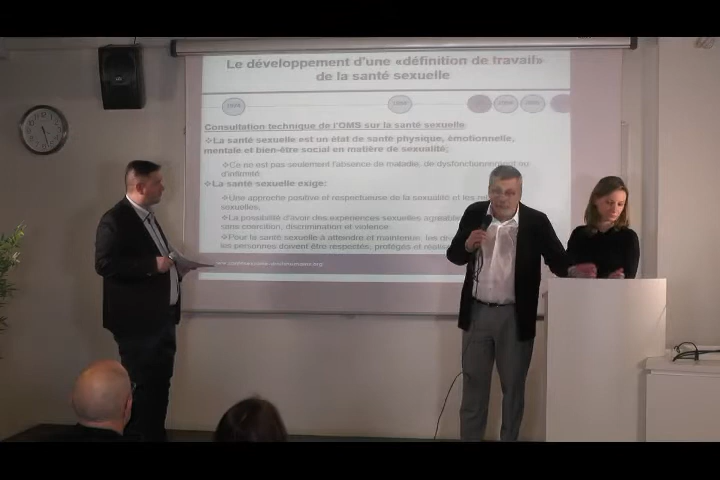 Le développement d'une «définition de travail»
de la santé sexuelle
Consultation technique de l'OMS sur la santé sexuelle
❖La santé sexuelle est un état de santé physique, émotionnelle,
mentale et bien-être social en matière de sexualité;
❖Ce ne est pas seulement l'absence de maladie, de dysfonctionnement ou
d'infirmité.
❖La santé sexuelle exige:
❖Une approche positive et respectueuse de la sexualité et les
sexuelles.
❖La possibilité d'avoir des expériences sexuelles
sans coercition, discrimination et violence.
❖Pour la santé sexuelle à atteindre et maintenue, les
les personnes doivent être respectés, protégés et